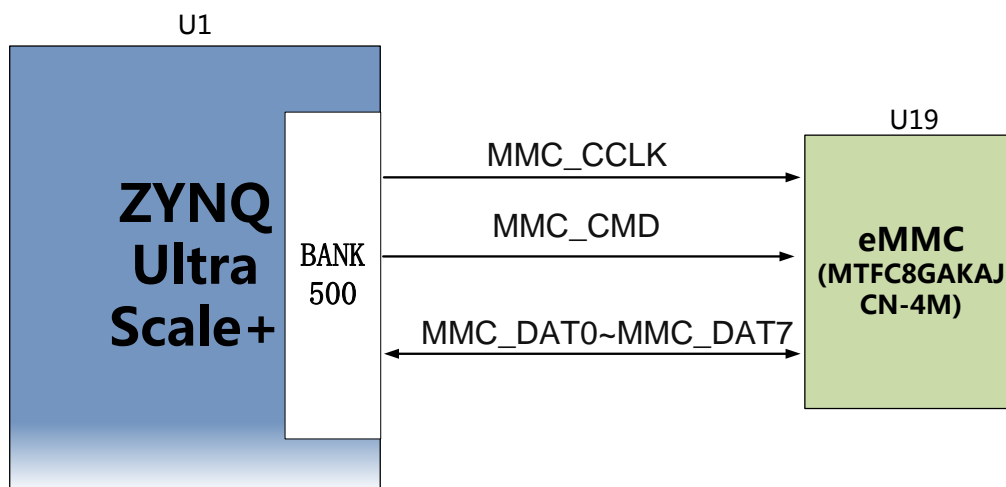 U1
ZYNQ
Ultra
Scale+
BANK
500
MMC_CCLK
MMC_CMD
MMC_DAT0~MMC_DAT7
U19
eMMC
(MTFC8GAKAJ
CN-4M)